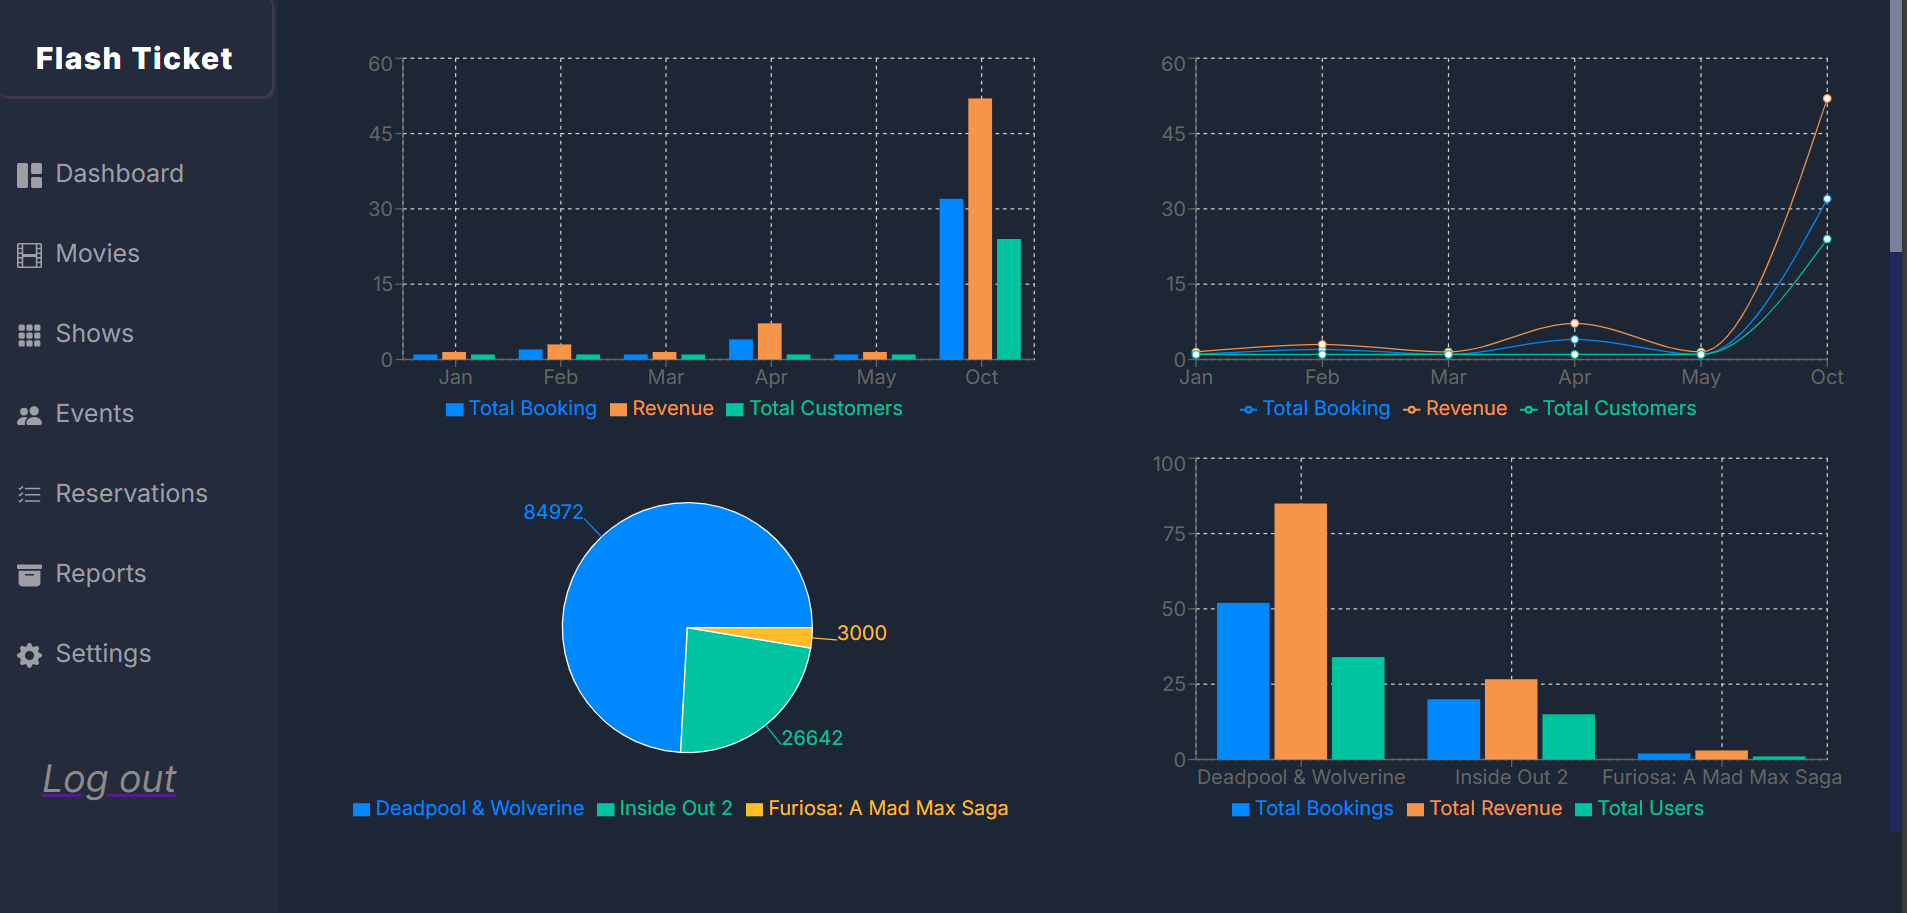 Flash Ticket
Dashboard
Movies
Shows
Events
Reservations
Reports
Settings
Log out
60
45
30
15
0
Jan Feb Mar Apr May Oct
Total Booking Revenue Total Customers
60
45
30
15
0
Jan Feb Mar Apr May Oct
Total Booking Revenue Total Customers
84972
3000
26642
Deadpool & Wolverine Inside Out 2 Furiosa: A Mad Max Saga
100
75
50
25
0
Deadpool & Wolverine Inside Out 2 Furiosa: A Mad Max Saga
Total Bookings Total Revenue Total Users